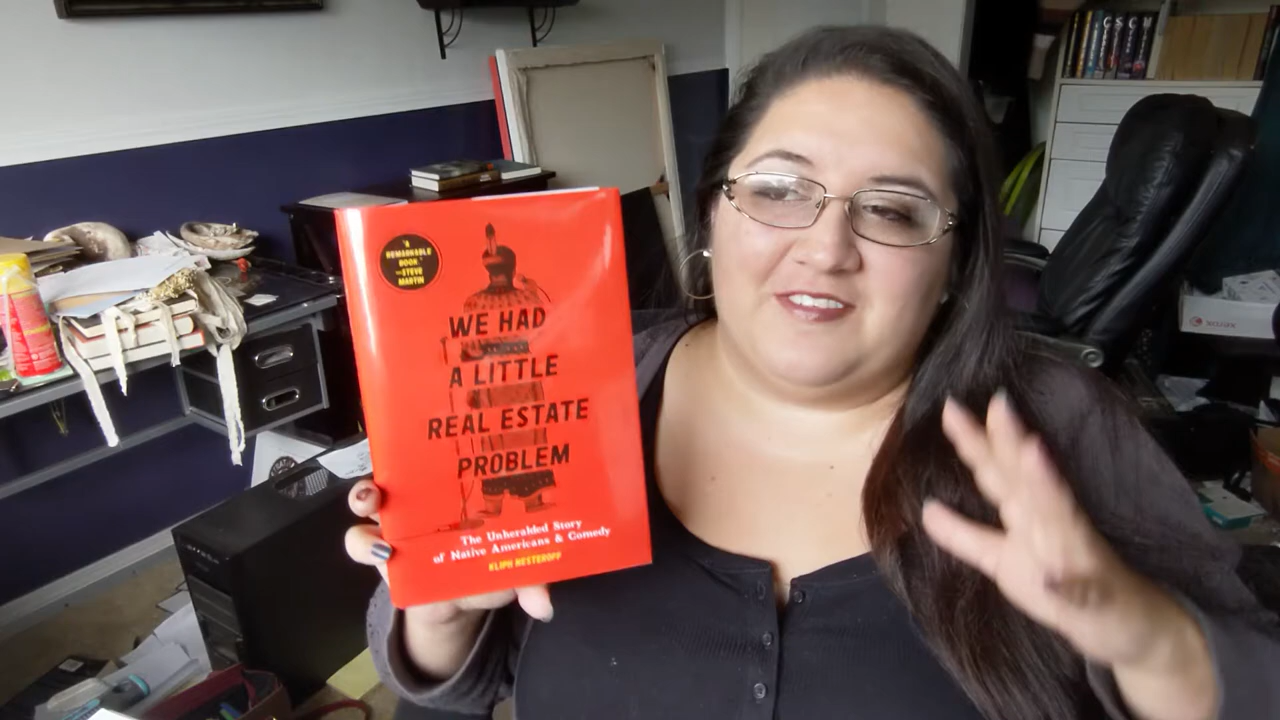 "A
REMARKABLE
BOOK."
—STEVE
MARTIN
WE HAD
A LITTLE
REAL ESTATE
PROBLEM
The Unheralded Story
of Native Americans & Comedy
KLIPH NESTEROFF